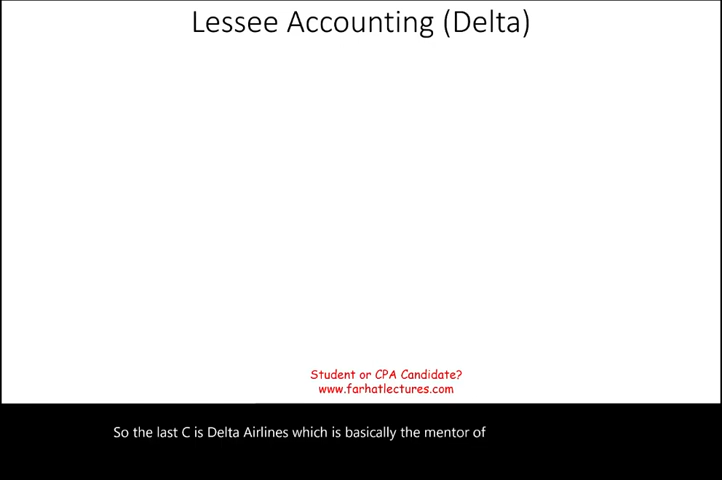 Lessee Accounting (Delta)
Student or CPA Candidate?
www.farhatlectures.com
So the last C is Delta Airlines which is basically the mentor of